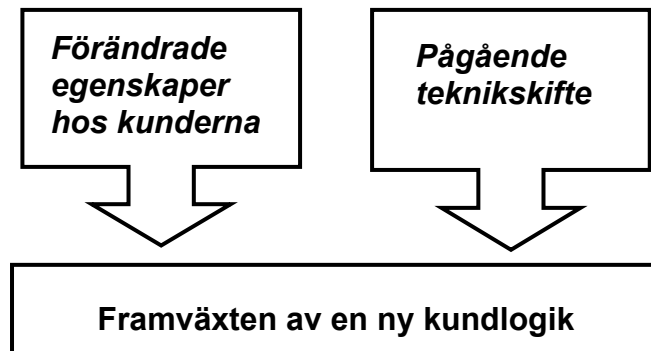 Förändrade
egenskaper
hos kunderna
Pågående
teknikskifte
Framväxten av en ny kundlogik